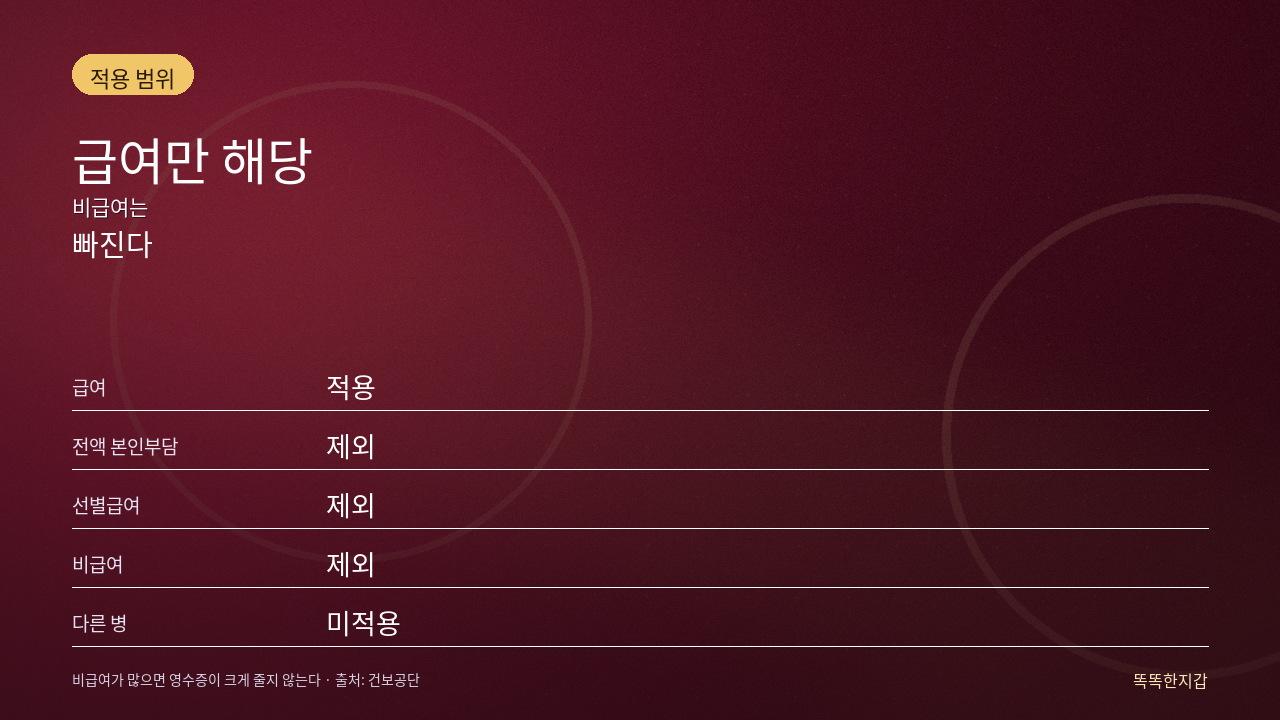 적용 범위
급여만 해당
비급여는
빠진다
급여 적용
전액 본인부담 제외
선별급여 제외
비급여 제외
다른 병 미적용
비급여가 많으면 영수증이 크게 줄지 않는다 · 출처: 건보공단
똑똑한지갑